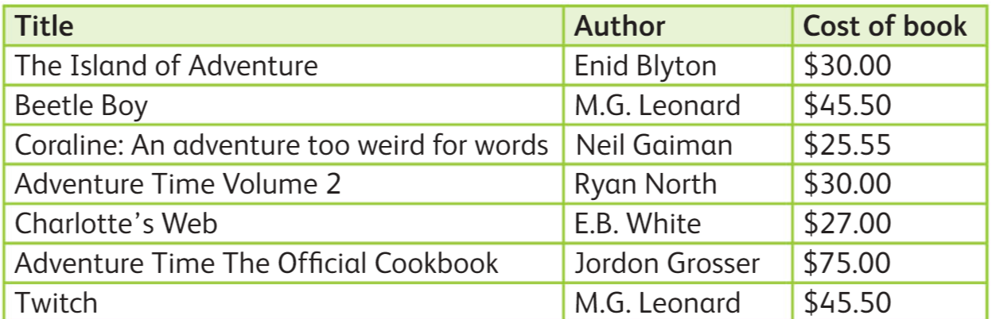 Title Author Cost of book
The Island of Adventure Enid Blyton $30.00
Beetle Boy M.G. Leonard $45.50
Coraline: An adventure too weird for words Neil Gaiman $25.55
Adventure Time Volume 2 Ryan North $30.00
Charlotte’s Web E.B. White $27.00
Adventure Time The Official Cookbook Jordon Grosser $75.00
Twitch M.G. Leonard $45.50